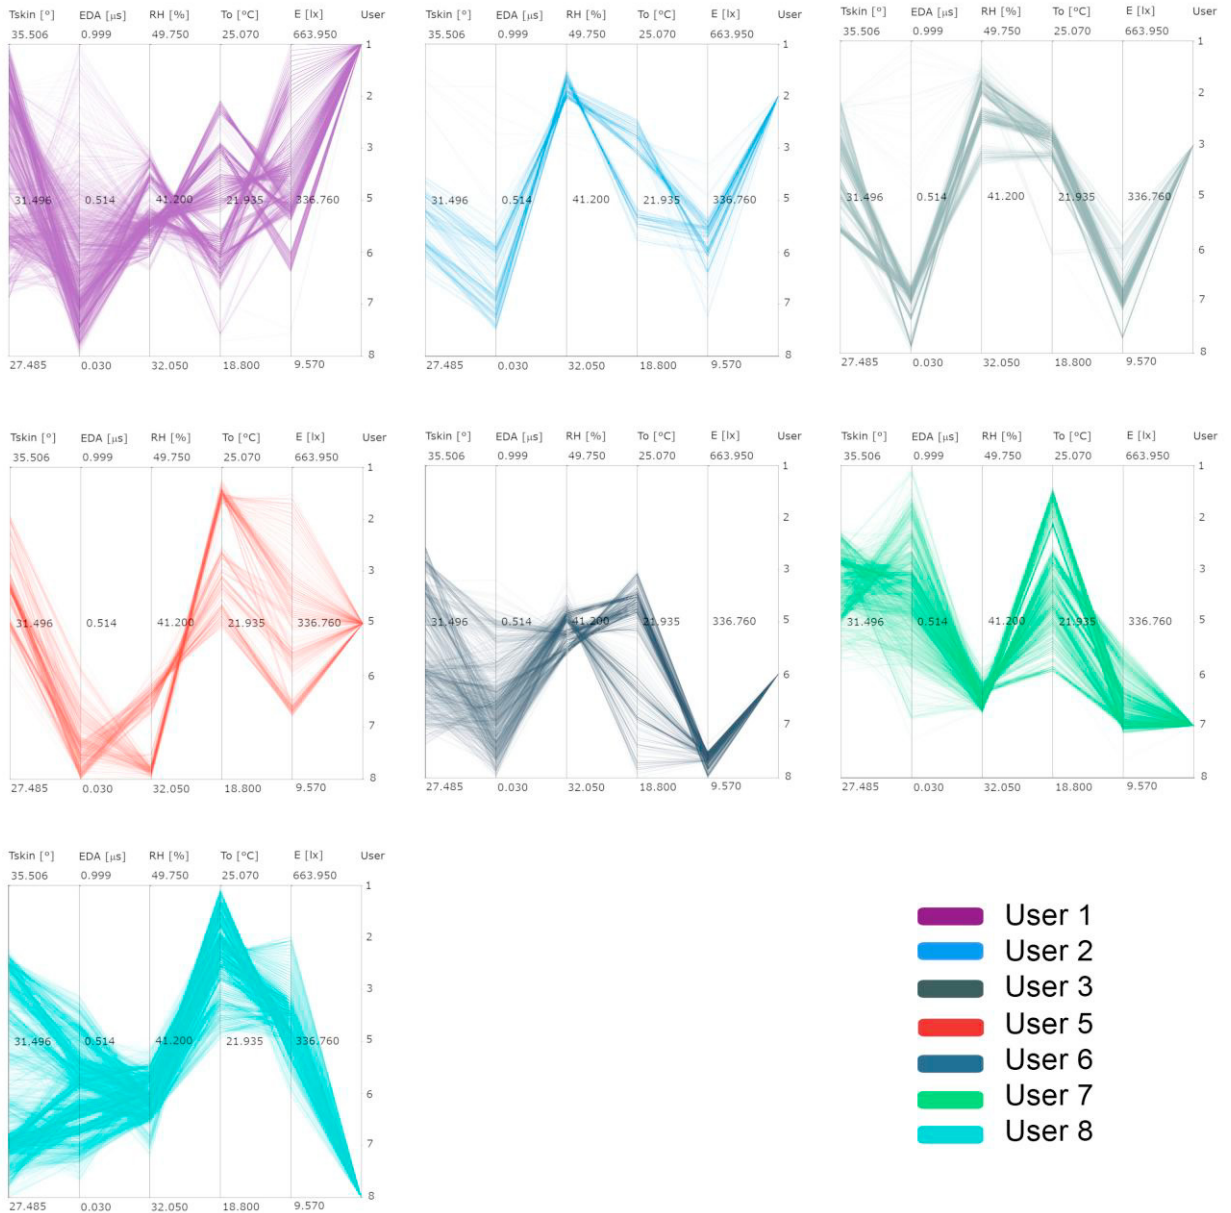 Tskin [°] EDA [μs] RH [%] To [°C] E [lx] User
35.506 0.999 49.750 25.070 663.950
1
2
3
31.496 0.514 41.200 21.935 336.760 5
6
7
8
27.485 0.030 32.050 18.800 9.570
Tskin [°] EDA [μs] RH [%] To [°C] E [lx] User
35.506 0.999 49.750 25.070 663.950
1
2
3
31.496 0.514 41.200 21.935 336.760 5
6
7
8
27.485 0.030 32.050 18.800 9.570
Tskin [°] EDA [μs] RH [%] To [°C] E [lx] User
35.506 0.999 49.750 25.070 663.950
1
2
3
31.496 0.514 41.200 21.935 336.760 5
6
7
8
27.485 0.030 32.050 18.800 9.570
Tskin [°] EDA [μs] RH [%] To [°C] E [lx] User
35.506 0.999 49.750 25.070 663.950
1
2
3
31.496 0.514 41.200 21.935 336.760 5
6
7
8
27.485 0.030 32.050 18.800 9.570
Tskin [°] EDA [μs] RH [%] To [°C] E [lx] User
35.506 0.999 49.750 25.070 663.950
1
2
3
31.496 0.514 41.200 21.935 336.760 5
6
7
8
27.485 0.030 32.050 18.800 9.570
Tskin [°] EDA [μs] RH [%] To [°C] E [lx] User
35.506 0.999 49.750 25.070 663.950
1
2
3
31.496 0.514 41.200 21.935 336.760 5
6
7
8
27.485 0.030 32.050 18.800 9.570
Tskin [°] EDA [μs] RH [%] To [°C] E [lx] User
35.506 0.999 49.750 25.070 663.950
1
2
3
31.496 0.514 41.200 21.935 336.760 5
6
7
8
27.485 0.030 32.050 18.800 9.570
User 1
User 2
User 3
User 5
User 6
User 7
User 8